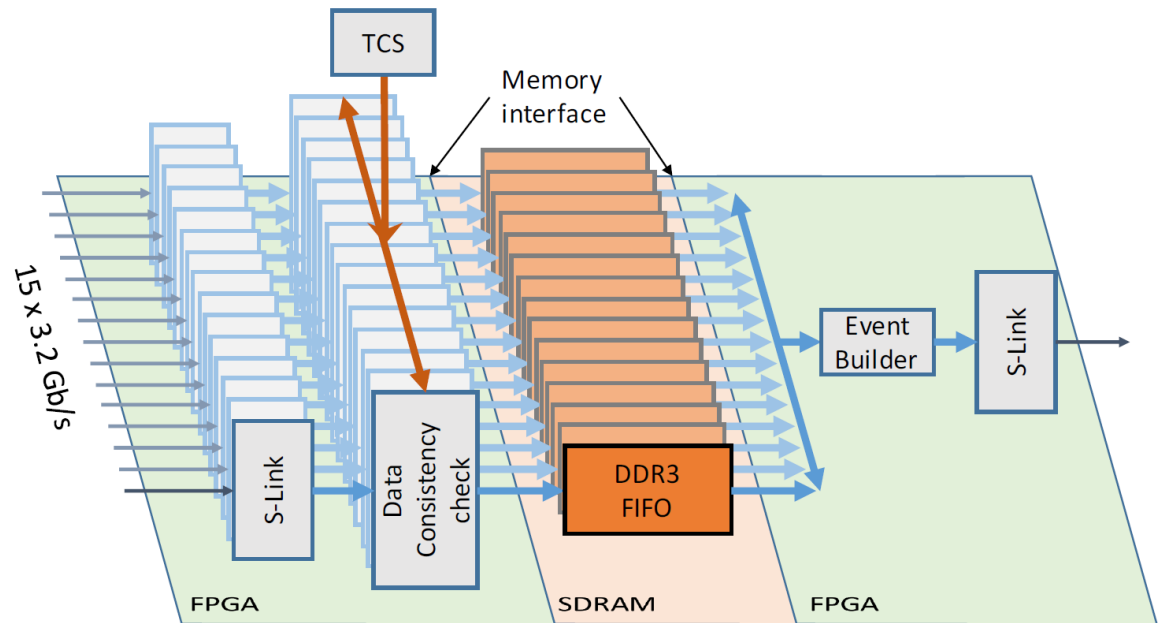 TCS
Memory
interface
15 x 3.2 Gb/s
S-Link
Data
Consistency
check
DDR3
FIFO
Event
Builder
S-Link
FPGA
SDRAM
FPGA